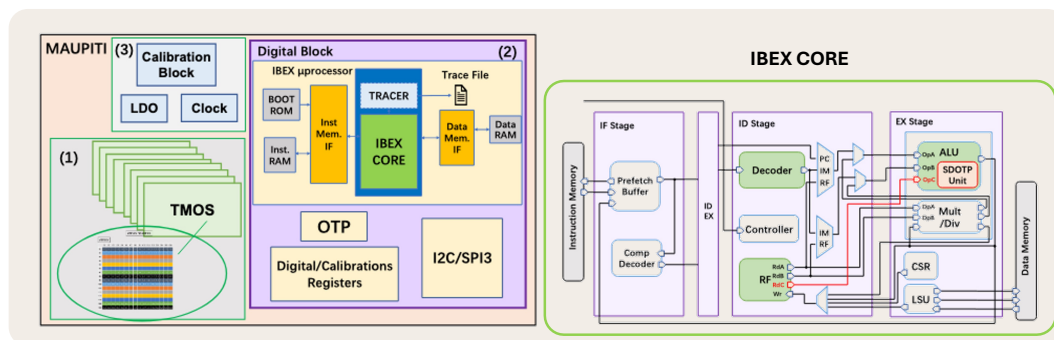 MAUPITI
(3)
Calibration
Block
LDO
Clock
(1)
TMOS
Digital Block
(2)
IBEX μprocessor
Trace File
BOOT
ROM
Inst.
RAM
Inst
Mem.
IF
TRACER
IBEX
CORE
Data
Mem.
IF
Data
RAM
OTP
Digital/Calibrations
Registers
I2C/SPI3
IBEX CORE
Instruction Memory
IF Stage
Prefetch
Buffer
Comp
Decoder
ID
EX
ID Stage
Decoder
Controller
RF
RdA
RdB
RdC
Wr
PC
IM
RF
IM
RF
EX Stage
ALU
OpA
OpB
OpC
SDOTP
Unit
OpA
OpB
Mult
/Div
CSR
LSU
Data Memory